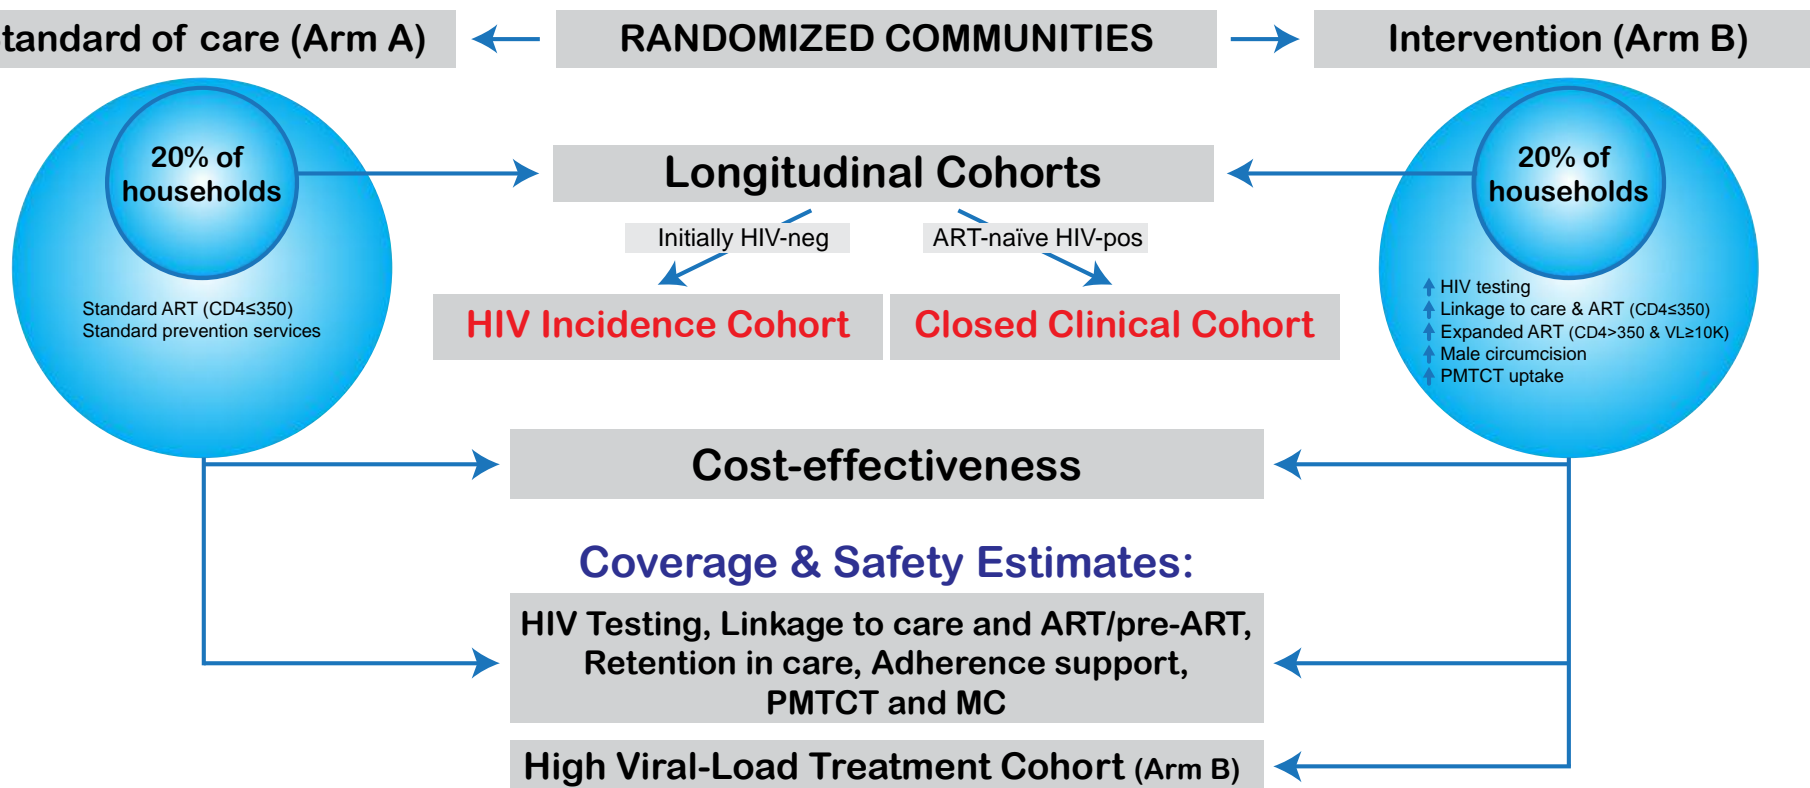 tandard of care (Arm A)
RANDOMIZED COMMUNITIES
Intervention (Arm B)
20% of
households
Standard ART (CD4≤350)
Standard prevention services
Longitudinal Cohorts
Initially HIV-neg
ART-naïve HIV-pos
HIV Incidence Cohort
Closed Clinical Cohort
20% of
households
HIV testing
Linkage to care & ART (CD4≤350)
Expanded ART (CD4>350 & VL≥10K)
Male circumcision
PMTCT uptake
Cost-effectiveness
Coverage & Safety Estimates:
HIV Testing, Linkage to care and ART/pre-ART,
Retention in care, Adherence support,
PMTCT and MC
High Viral-Load Treatment Cohort (Arm B)